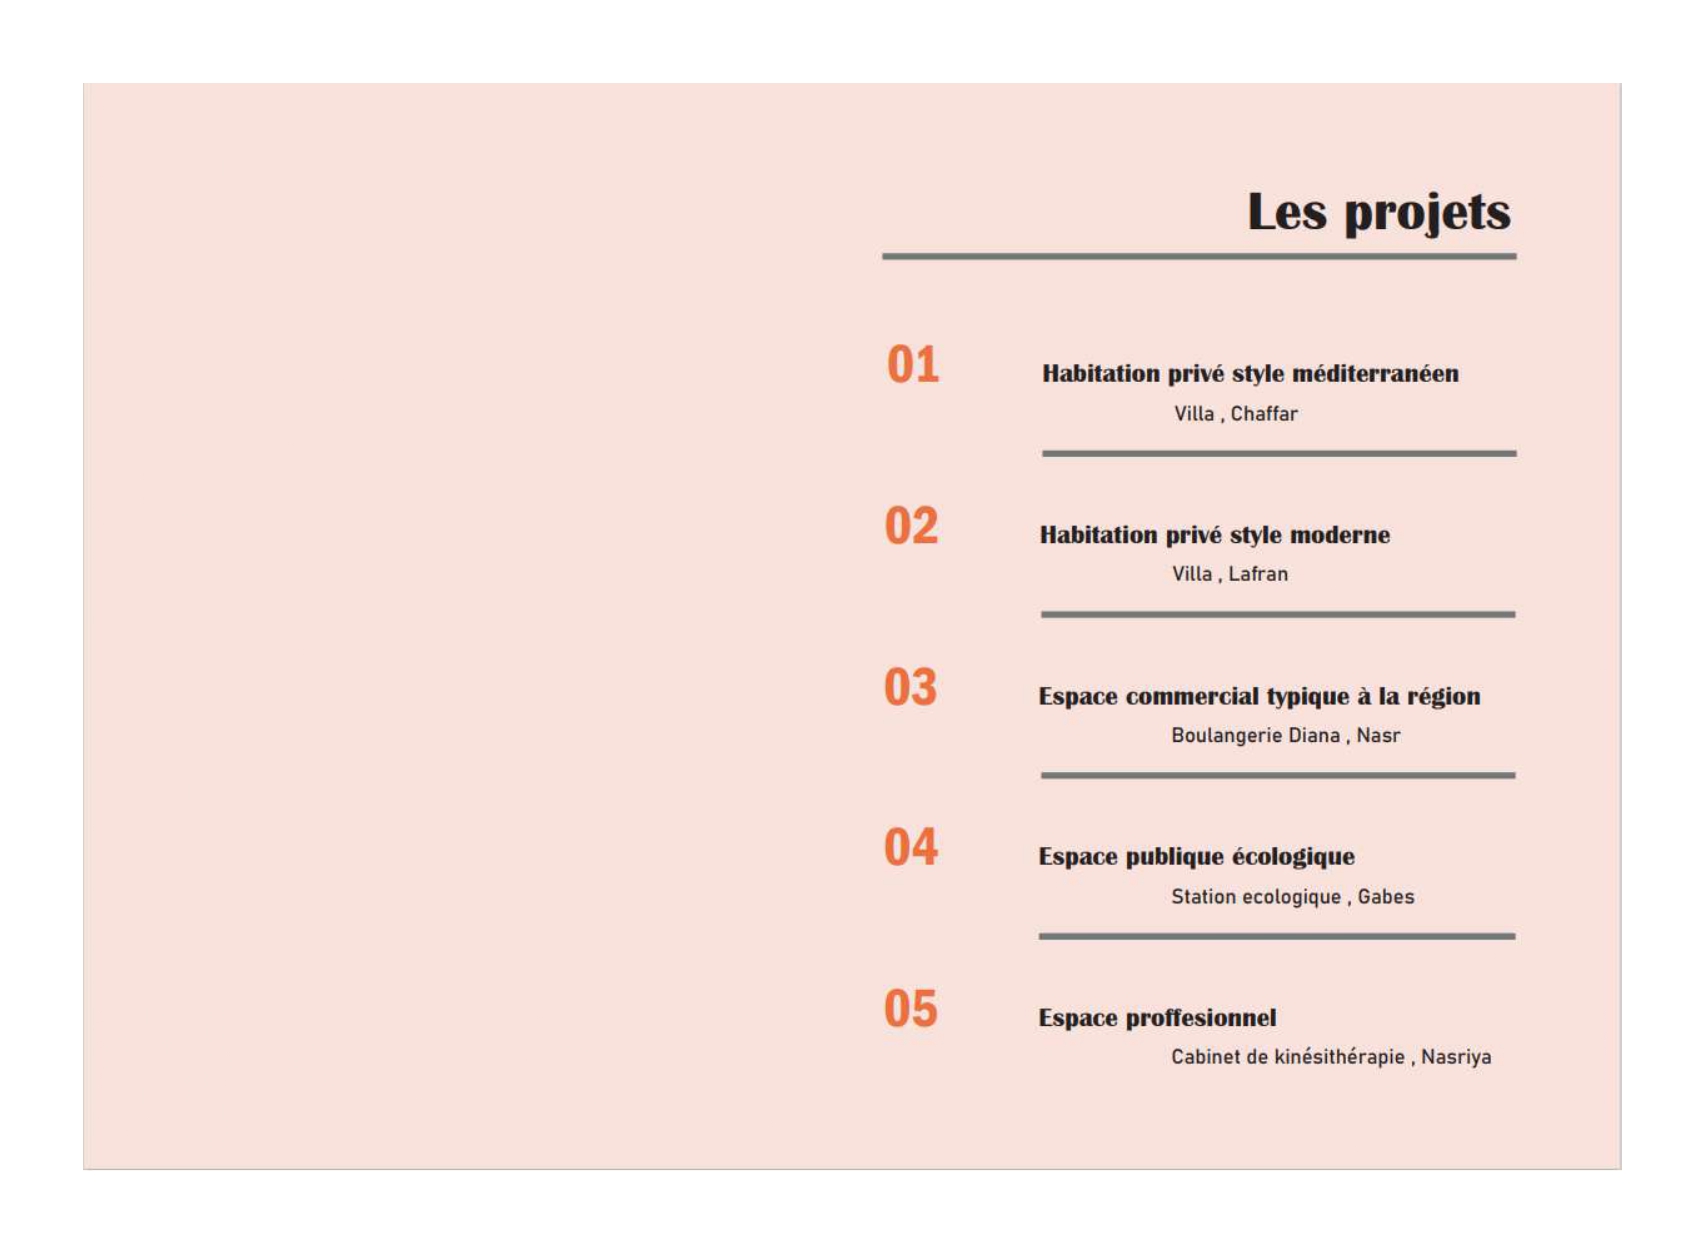 Les projets
01
Habitation privé style méditerranéen
Villa , Chaffar
02
Habitation privé style moderne
Villa , Lafran
03
Espace commercial typique à la région
Boulangerie Diana , Nasr
04
Espace publique écologique
Station ecologique , Gabes
05
Espace proffesionnel
Cabinet de kinésithérapie , Nasriya